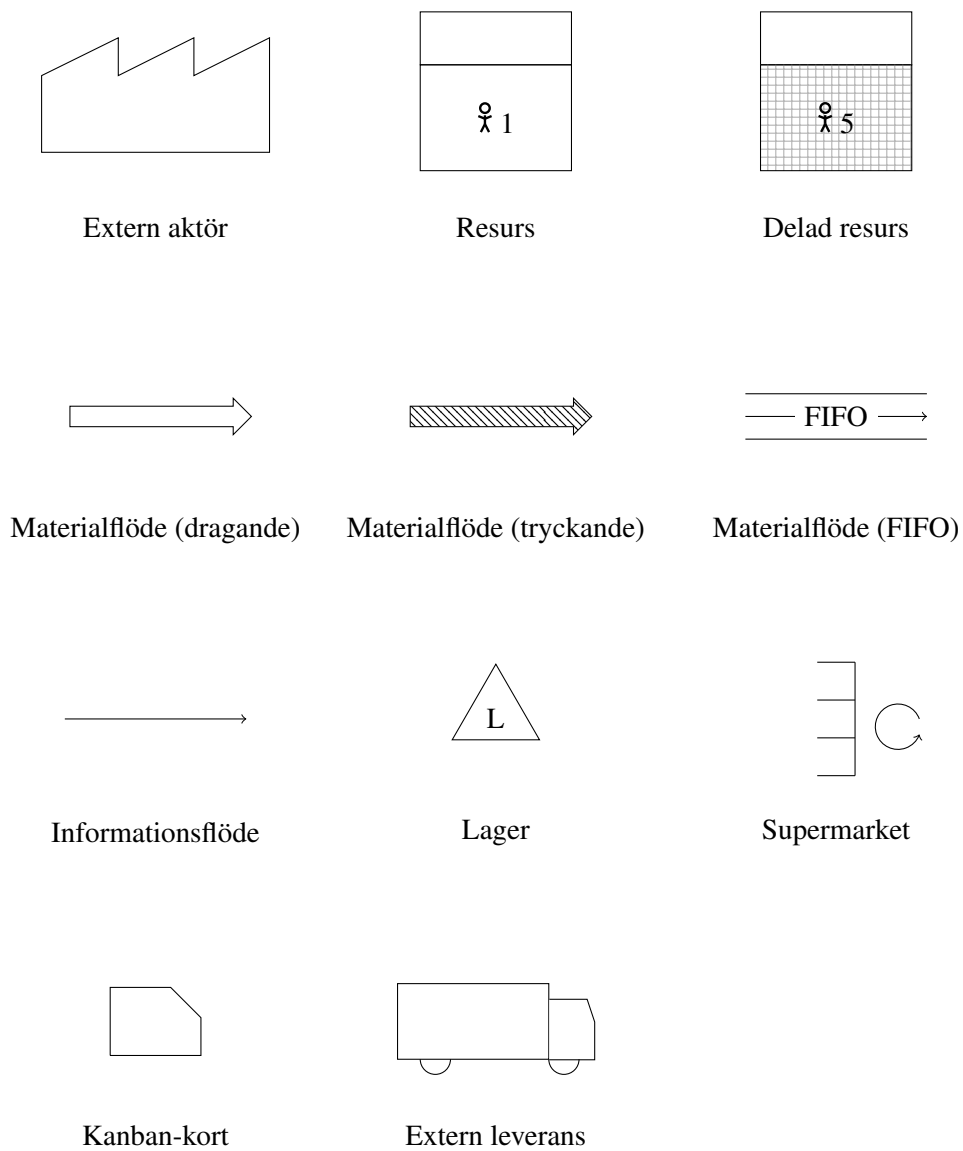 1
5
Extern aktör
Resurs
Delad resurs
FIFO
Materialflöde (dragande)
Materialflöde (tryckande)
Materialflöde (FIFO)
L
Informationsflöde
Lager
Supermarket
Kanban-kort
Extern leverans